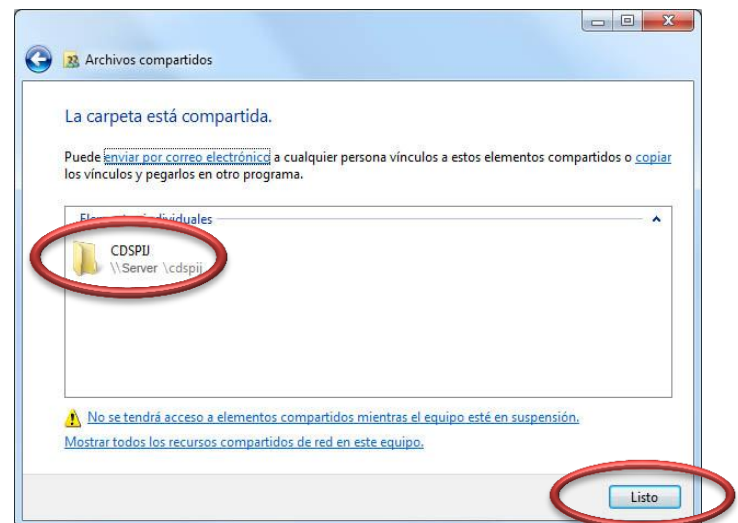 Archivos compartidos
La carpeta está compartida.
Puede enviar por correo electrónico a cualquier persona vínculos a estos elementos compartidos o copiar
los vínculos y pegarlos en otro programa.
Elementos individuales
CDSPIJ
\\Server \cdspij
No se tendrá acceso a elementos compartidos mientras el equipo esté en suspensión.
Mostrar todos los recursos compartidos de red en este equipo.
Listo